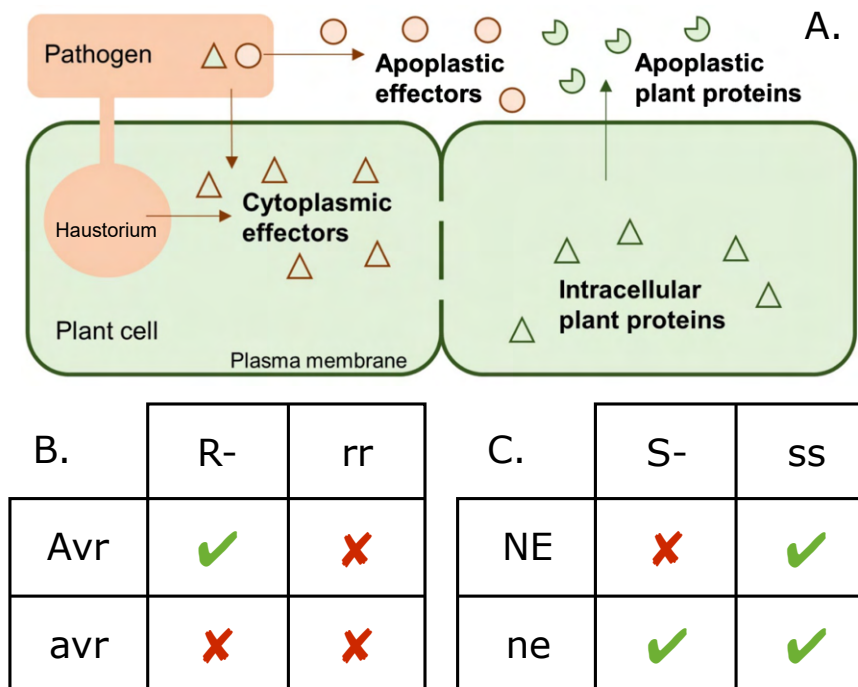 A.
Pathogen
Apoplastic
effectors
Apoplastic
plant proteins
Cytoplasmic
effectors
Haustorium
Intracellular
plant proteins
Plant cell
Plasma membrane
B.
R-
rr
Avr
✔
✘
avr
✘
✘
C.
S-
ss
NE
✘
✔
ne
✔
✔